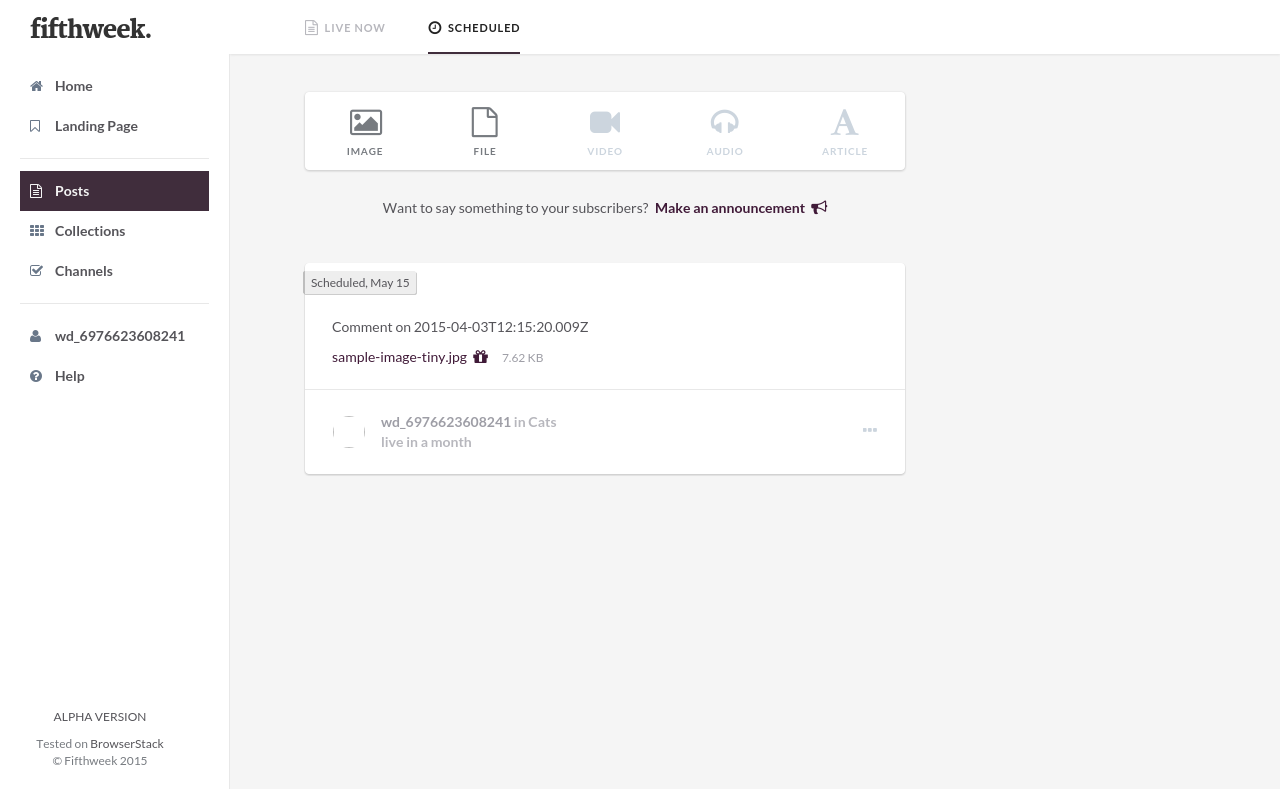 fifthweek.
LIVE NOW
SCHEDULED
Home
Landing Page
Posts
Collections
Channels
wd_6976623608241
Help
IMAGE
FILE
VIDEO
AUDIO
ARTICLE
Want to say something to your subscribers? Make an announcement
Scheduled, May 15
Comment on 2015-04-03T12:15:20.009Z
sample-image-tiny.jpg 7.62 KB
wd_6976623608241 in Cats
live in a month
ALPHA VERSION
Tested on BrowserStack
© Fifthweek 2015